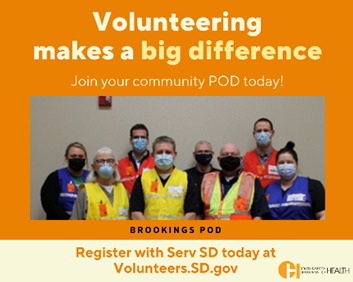 Volunteering
makes a big difference
Join your community POD today!
BROOKINGS POD
Register with Serv SD today at
Volunteers.SD.gov
HEALTH